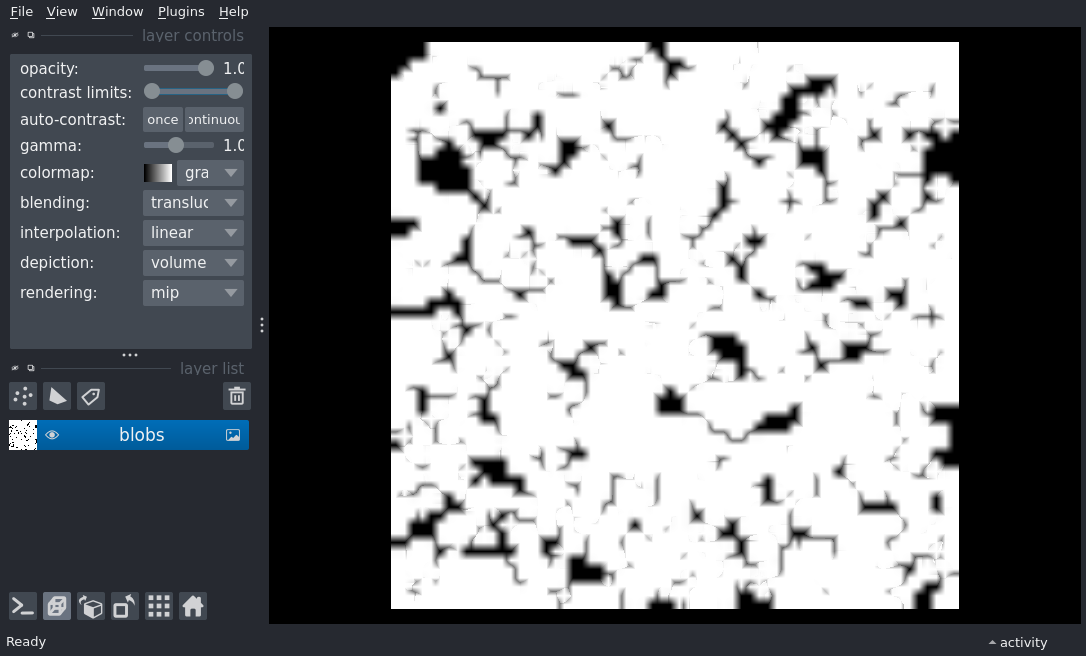 File View Window Plugins Help
layer controls
opacity: 1.0
contrast limits:
auto-contrast: once ontinuou
gamma: 1.0
colormap: gra
blending: transluc
interpolation: linear
depiction: volume
rendering: mip
layer list
blobs
Ready
activity